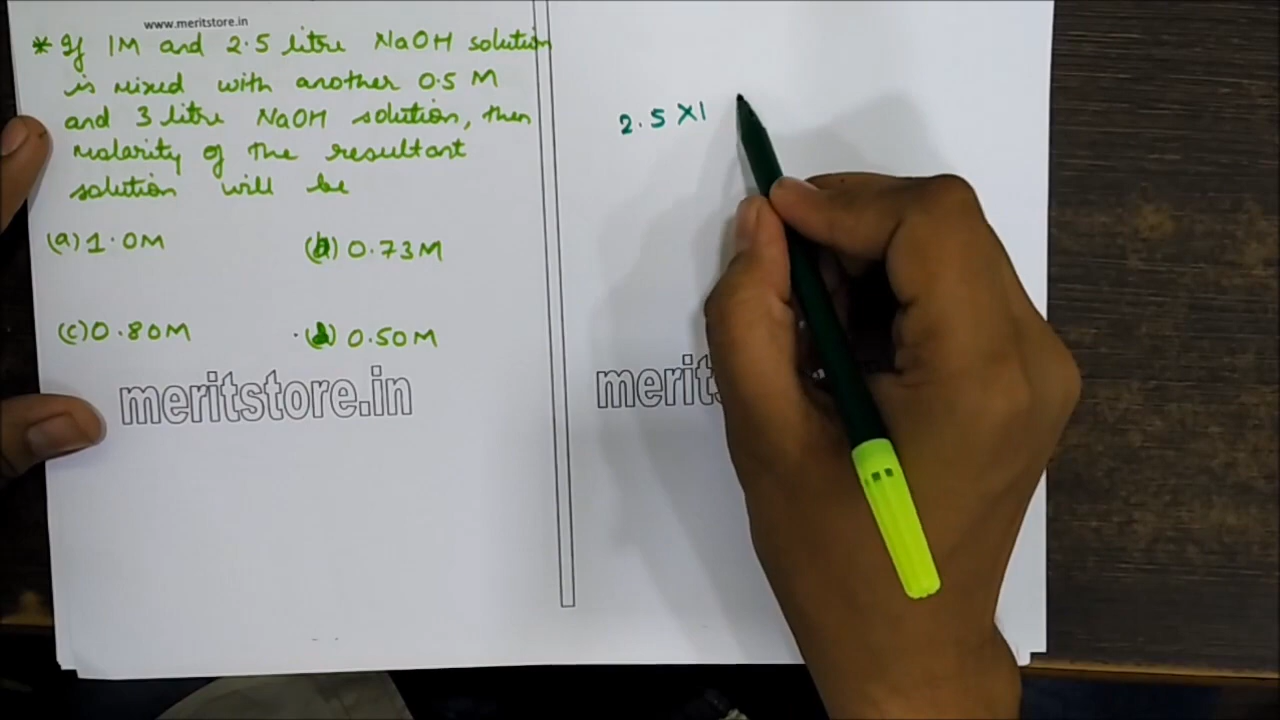 www.meritstore.in
* If 1M and 2.5 litre NaOH solution
is mixed with another 0.5 M
and 3 litre NaOH solution, then
molarity of the resultant
solution will be
(a) 1.0M (b) 0.73M
(c) 0.80M (d) 0.50M
meritstore.in
2.5 X1
merits